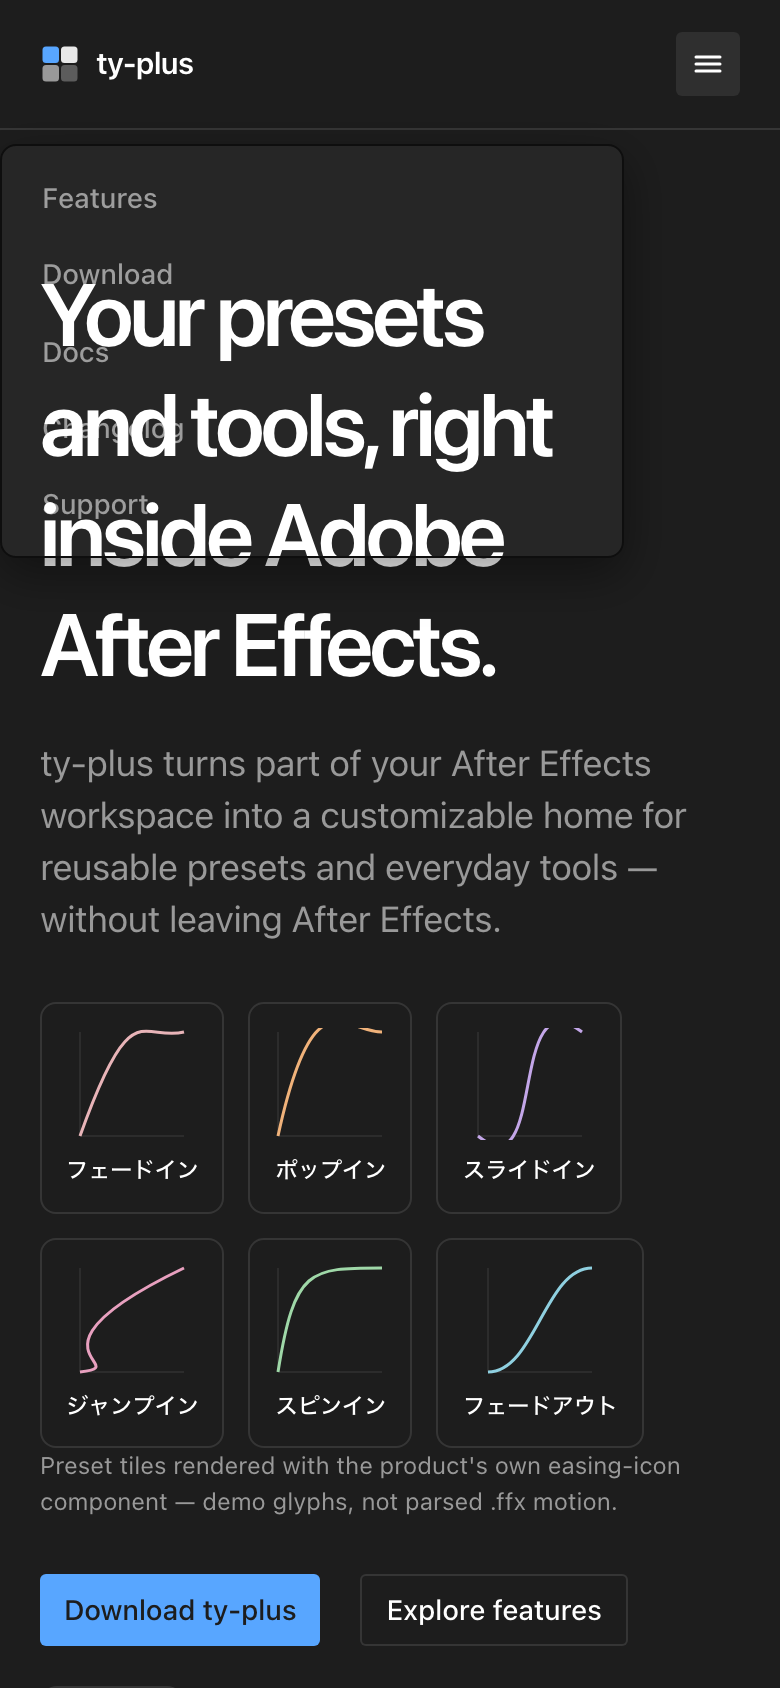 ty-plus
Features
Download
Your presets
Docs
and tools, right
Changelog
Support
inside Adobe
After Effects.
ty-plus turns part of your After Effects
workspace into a customizable home for
reusable presets and everyday tools —
without leaving After Effects.
フェードイン
ポップイン
スライドイン
ジャンプイン
スピンイン
フェードアウト
Preset tiles rendered with the product's own easing-icon
component — demo glyphs, not parsed .ffx motion.
Download ty-plus
Explore features